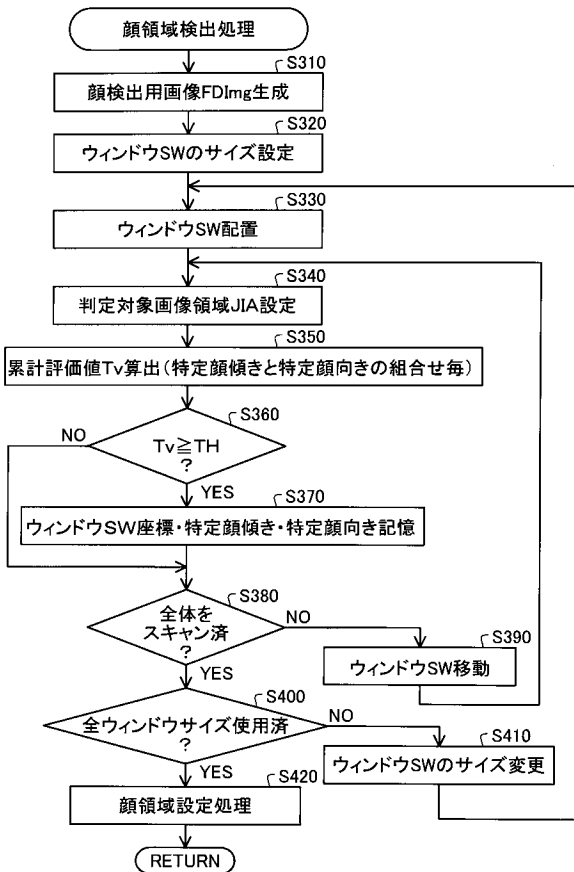 顔領域検出処理
S310
顔検出用画像FDImg生成
S320
ウィンドウSWのサイズ設定
S330
ウィンドウSW配置
S340
判定対象画像領域JIA設定
S350
累計評価値Tv算出(特定顔傾きと特定顔向きの組合せ毎)
S360
NO
Tv≧TH
?
YES
S370
ウィンドウSW座標・特定顔傾き・特定顔向き記憶
S380
全体を
スキャン済
?
NO
S390
ウィンドウSW移動
YES
S400
全ウィンドウサイズ使用済
?
NO
S410
ウィンドウSWのサイズ変更
YES
S420
顔領域設定処理
RETURN